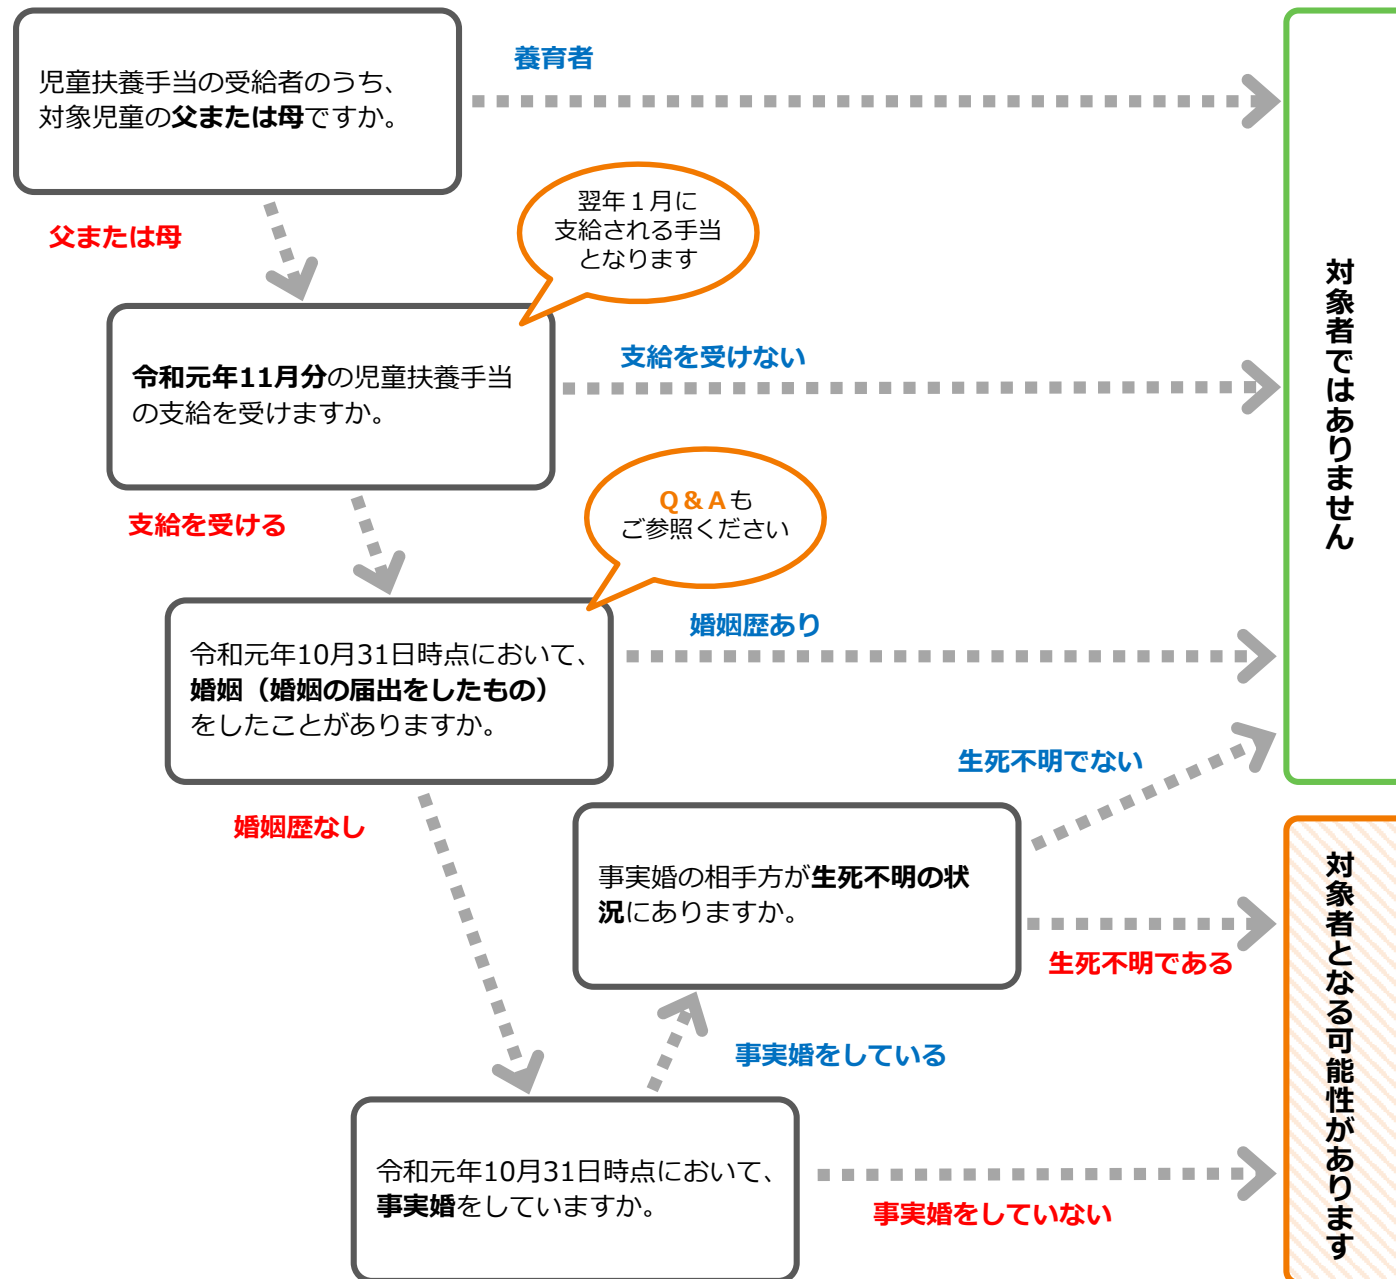 児童扶養手当の受給者のうち、
対象児童の父または母ですか。
養育者
父または母
翌年１月に
支給される手当
となります
令和元年11月分の児童扶養手当
の支給を受けますか。
支給を受けない
支給を受ける
Ｑ＆Ａも
ご参照ください
令和元年10月31日時点において、
婚姻（婚姻の届出をしたもの）
をしたことがありますか。
婚姻歴あり
婚姻歴なし
事実婚の相手方が生死不明の状
況にありますか。
生死不明でない
生死不明である
事実婚をしている
令和元年10月31日時点において、
事実婚をしていますか。
事実婚をしていない
対象者ではありません
対象者となる可能性があります